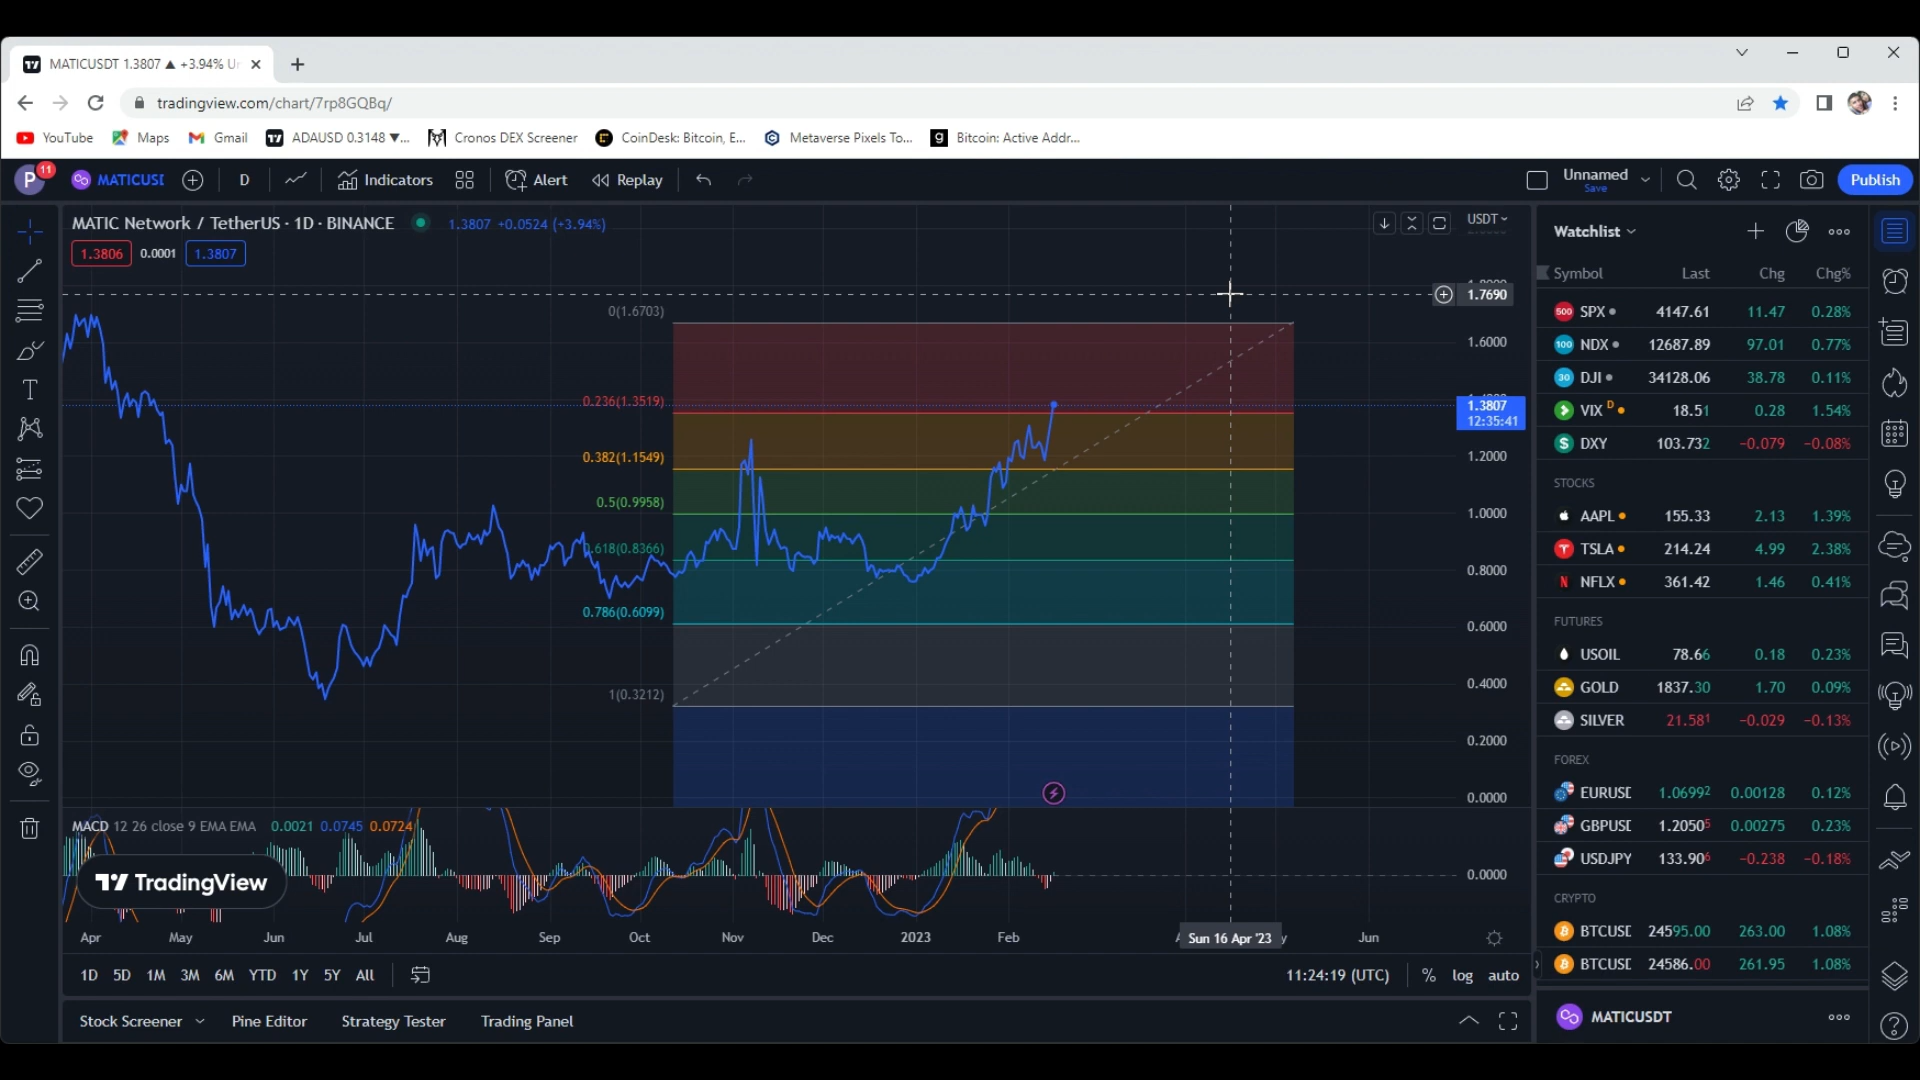 MATICUSDT 1.3807 ▲ +3.94% Ur
tradingview.com/chart/7rp8GQBq/
YouTube Maps Gmail ADAUSD 0.3148 ▼... Cronos DEX Screener CoinDesk: Bitcoin, E... Metaverse Pixels To... Bitcoin: Active Addr...
P 11 MATICUSI D Indicators Alert Replay Unnamed Save Publish
MATIC Network / TetherUS · 1D · BINANCE 1.3807 +0.0524 (+3.94%)
USDT
1.3806 0.0001 1.3807
1.7690
0(1.6703)
1.6000
0.236(1.3519)
1.3807
12:35:41
0.382(1.1549)
1.2000
0.5(0.9958)
1.0000
0.618(0.8366)
0.8000
0.786(0.6099)
0.6000
1(0.3212)
0.4000
0.2000
0.0000
MACD 12 26 close 9 EMA EMA 0.0021 0.0745 0.0724
TradingView
0.0000
Apr May Jun Jul Aug Sep Oct Nov Dec 2023 Feb Sun 16 Apr '23 Jun
1D 5D 1M 3M 6M YTD 1Y 5Y All 11:24:19 (UTC) % log auto
Stock Screener Pine Editor Strategy Tester Trading Panel
Watchlist
Symbol Last Chg Chg%
500 SPX 4147.61 11.47 0.28%
100 NDX 12687.89 97.01 0.77%
30 DJI 34128.06 38.78 0.11%
VIX D 18.51 0.28 1.54%
$ DXY 103.732 −0.079 −0.08%
STOCKS
AAPL 155.33 2.13 1.39%
TSLA 214.24 4.99 2.38%
N NFLX 361.42 1.46 0.41%
FUTURES
USOIL 78.66 0.18 0.23%
GOLD 1837.30 1.70 0.09%
SILVER 21.581 −0.029 −0.13%
FOREX
EURUSI 1.06992 0.00128 0.12%
GBPUSI 1.20505 0.00275 0.23%
USDJPY 133.906 −0.238 −0.18%
CRYPTO
BTCUSI 24595.00 263.00 1.08%
BTCUSI 24586.00 261.95 1.08%
MATICUSDT